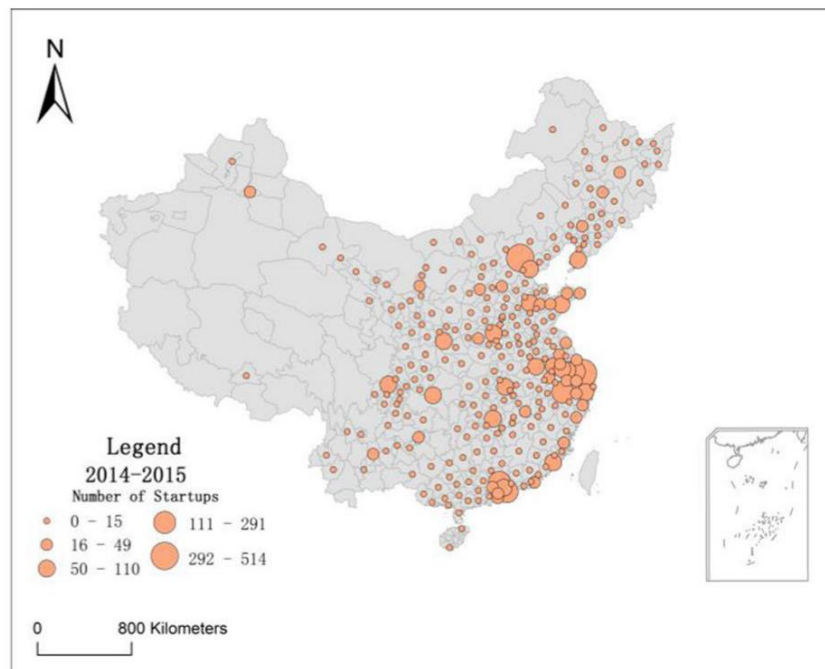 N
Legend
2014-2015
Number of Startups
0 - 15
16 - 49
50 - 110
111 - 291
292 - 514
0 800 Kilometers